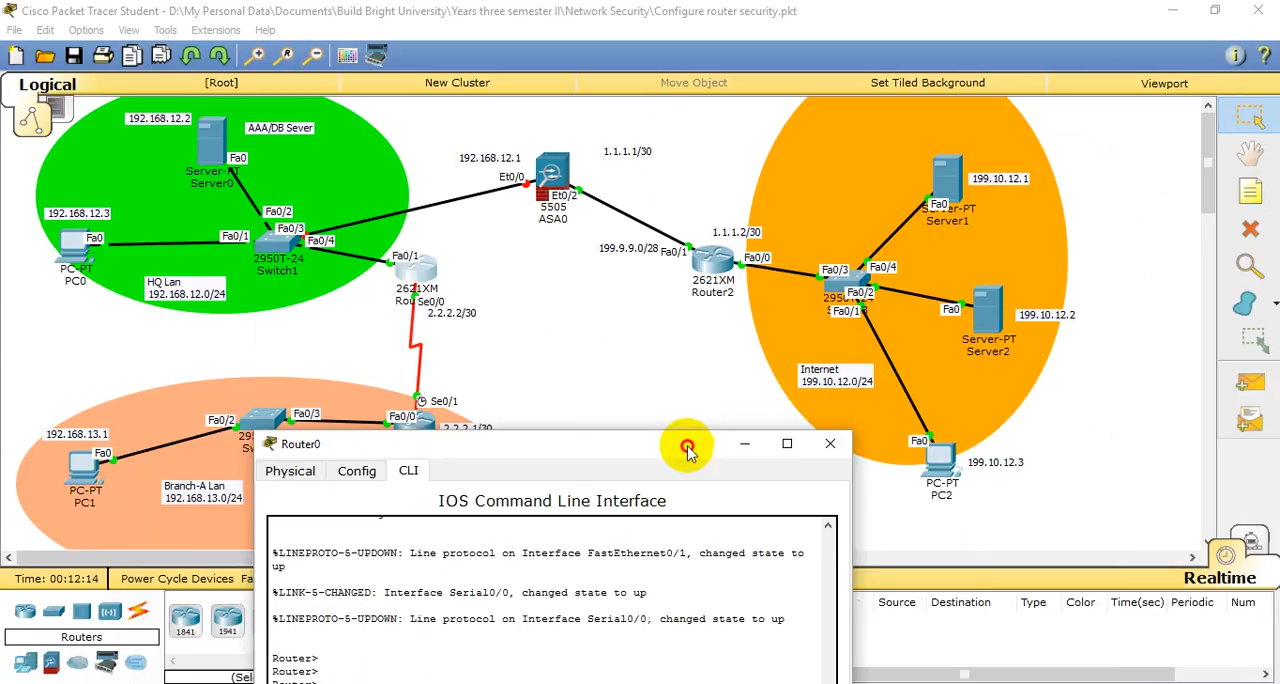 Cisco Packet Tracer Student - D:\My Personal Data\Documents\Build Bright University\Years three semester II\Network Security\Configure router security.pkt
File Edit Options View Tools Extensions Help
Logical
[Root]
New Cluster
Move Object
Set Tiled Background
Viewport
192.168.12.2
AAA/DB Sever
Fa0
Server-PT
Server0
192.168.12.3
Fa0
PC-PT
PC0
Fa0/2
Fa0/3
Fa0/1
Fa0/4
2950T-24
Switch1
HQ Lan
192.168.12.0/24
192.168.12.1
Et0/0
1.1.1.1/30
Et0/2
5505
ASA0
Fa0/1
2621XM
Se0/0
2.2.2.2/30
199.9.9.0/28
1.1.1.2/30
Fa0/1
Fa0/0
2621XM
Router2
199.10.12.1
Fa0
Server-PT
Server1
Fa0/3
Fa0/4
Fa0/2
Fa0/1
Fa0
199.10.12.2
Server-PT
Server2
Internet
199.10.12.0/24
Fa0
199.10.12.3
PC-PT
PC2
Se0/1
Fa0/2
Fa0/3
Fa0/0
192.168.13.1
Fa0
PC-PT
PC1
Branch-A Lan
192.168.13.0/24
Router0
Physical Config CLI
IOS Command Line Interface
%LINEPROTO-5-UPDOWN: Line protocol on Interface FastEthernet0/1, changed state to
up
%LINK-5-CHANGED: Interface Serial0/0, changed state to up
%LINEPROTO-5-UPDOWN: Line protocol on Interface Serial0/0, changed state to up
Router>
Router>
Time: 00:12:14
Power Cycle Devices
Realtime
Routers
1841
1941
Source Destination Type Color Time(sec) Periodic Num